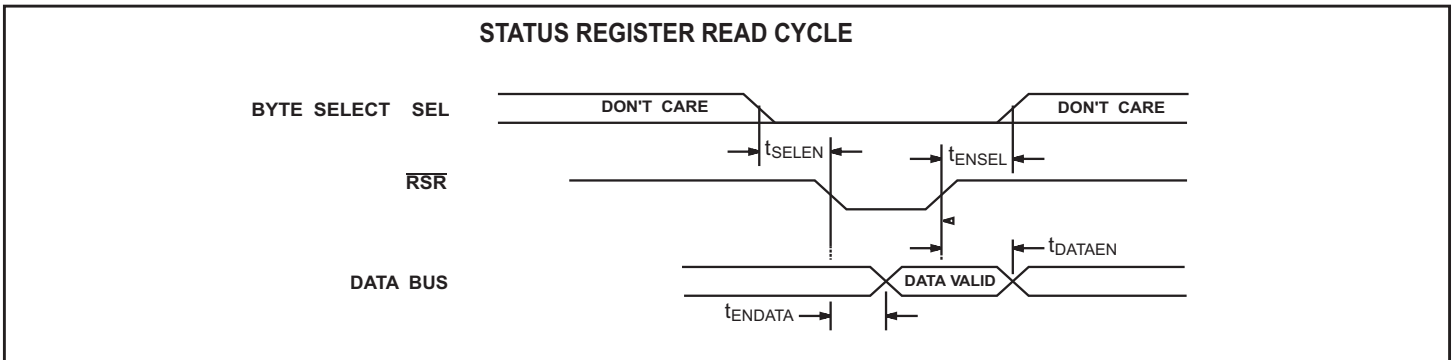 STATUS REGISTER READ CYCLE
BYTE SELECT SEL
DON'T CARE
DON'T CARE
tSELEN
tENSEL
RSR
tDATAEN
DATA BUS
DATA VALID
tENDATA